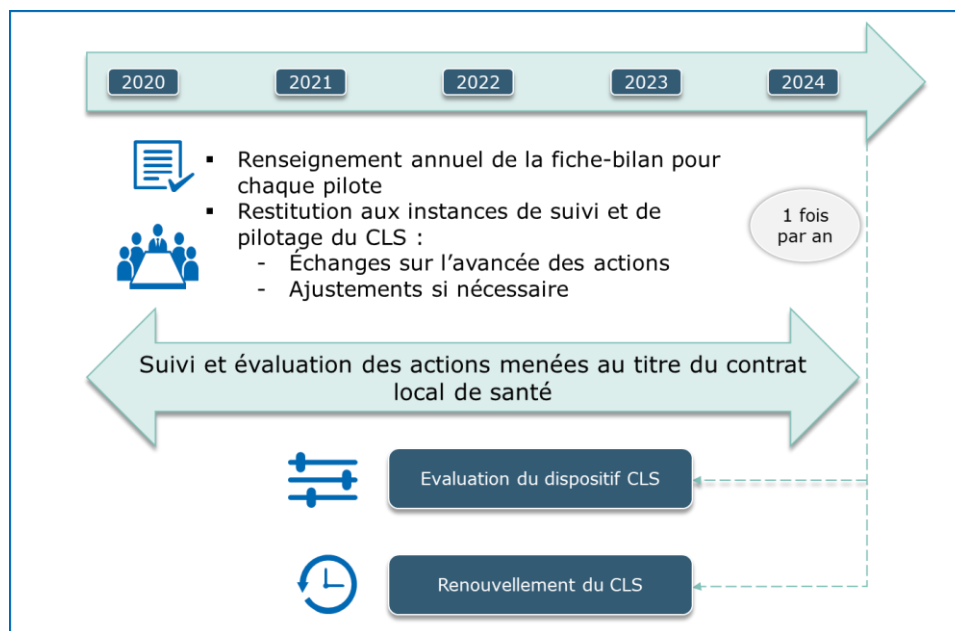 2020 2021 2022 2023 2024
▪ Renseignement annuel de la fiche-bilan pour
chaque pilote
▪ Restitution aux instances de suivi et de
pilotage du CLS :
- Échanges sur l’avancée des actions
- Ajustements si nécessaire
1 fois
par an
Suivi et évaluation des actions menées au titre du contrat
local de santé
Evaluation du dispositif CLS
Renouvellement du CLS